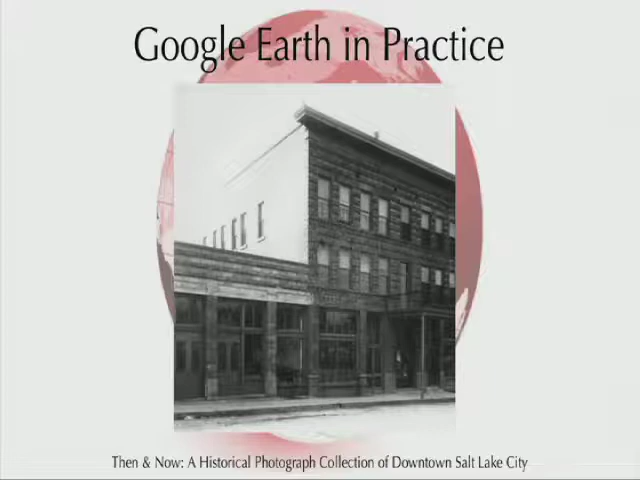 Google Earth in Practice
Then & Now: A Historical Photograph Collection of Downtown Salt Lake City